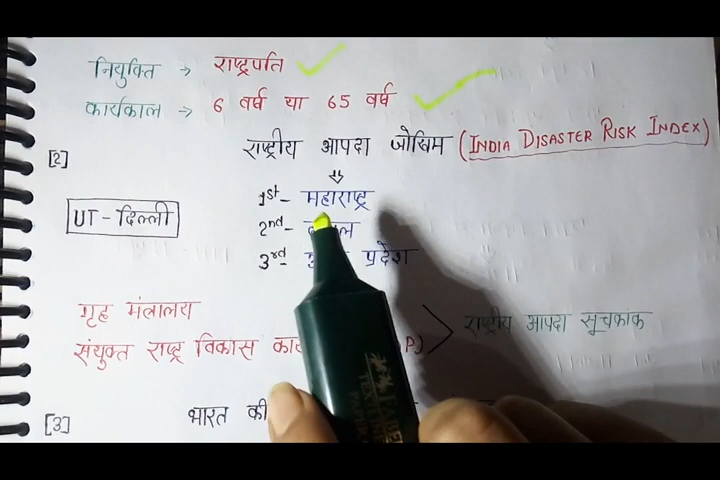 नियुक्ति → राष्ट्रपति
कार्यकाल → 6 वर्ष या 65 वर्ष
[2] राष्ट्रीय आपदा जोखिम (INDIA DISASTER RISK INDEX)
⇓
1st- महाराष्ट्र
UT - दिल्ली
2nd-
3rd- प्रदेश
गृह मंत्रालय
राष्ट्रीय आपदा सूचकाक
संयुक्त राष्ट्र विकास
[3] भारत की